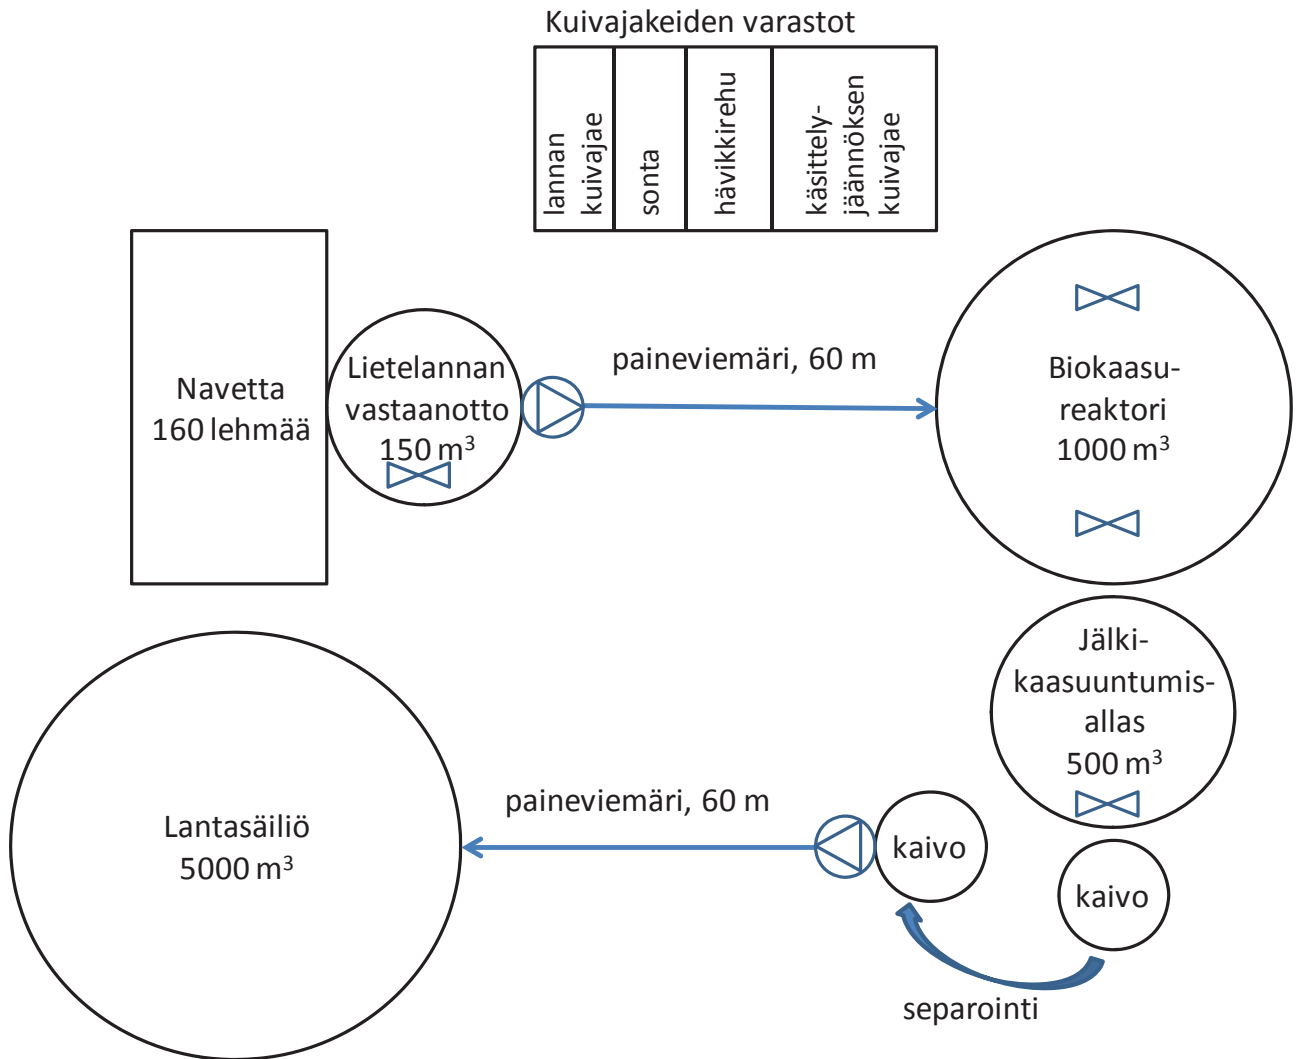 Kuivajakeiden varastot
lannan
kuivajae
sonta
hävikkirehu
käsittely-
jäännöksen
kuivajae
Navetta
160 lehmää
Lietelannan
vastaanotto
150 m³
paineviemäri, 60 m
Biokaasu-
reaktori
1000 m³
Jälki-
kaasuuntumis-
allas
500 m³
Lantasäiliö
5000 m³
paineviemäri, 60 m
kaivo
kaivo
separointi